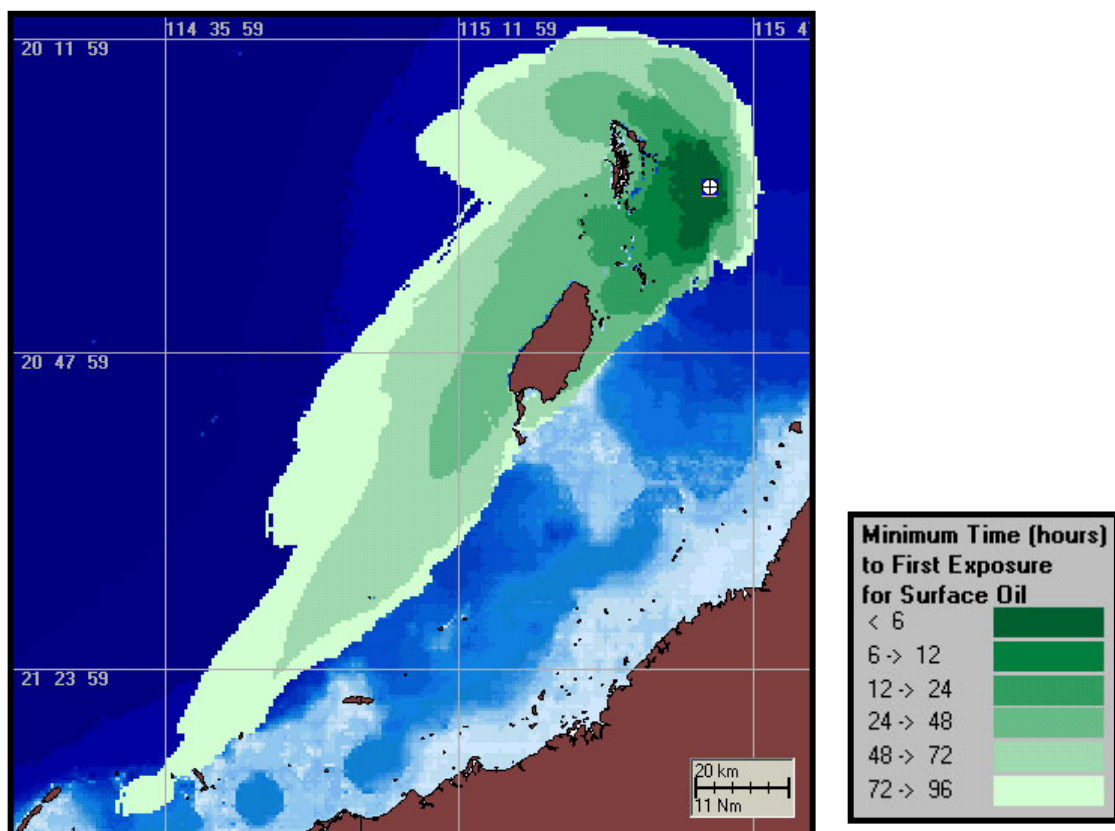 114 35 59
115 11 59
115 4
20 11 59
20 47 59
21 23 59
20 km
11 Nm
Minimum Time (hours)
to First Exposure
for Surface Oil
< 6
6 -> 12
12 -> 24
24 -> 48
48 -> 72
72 -> 96